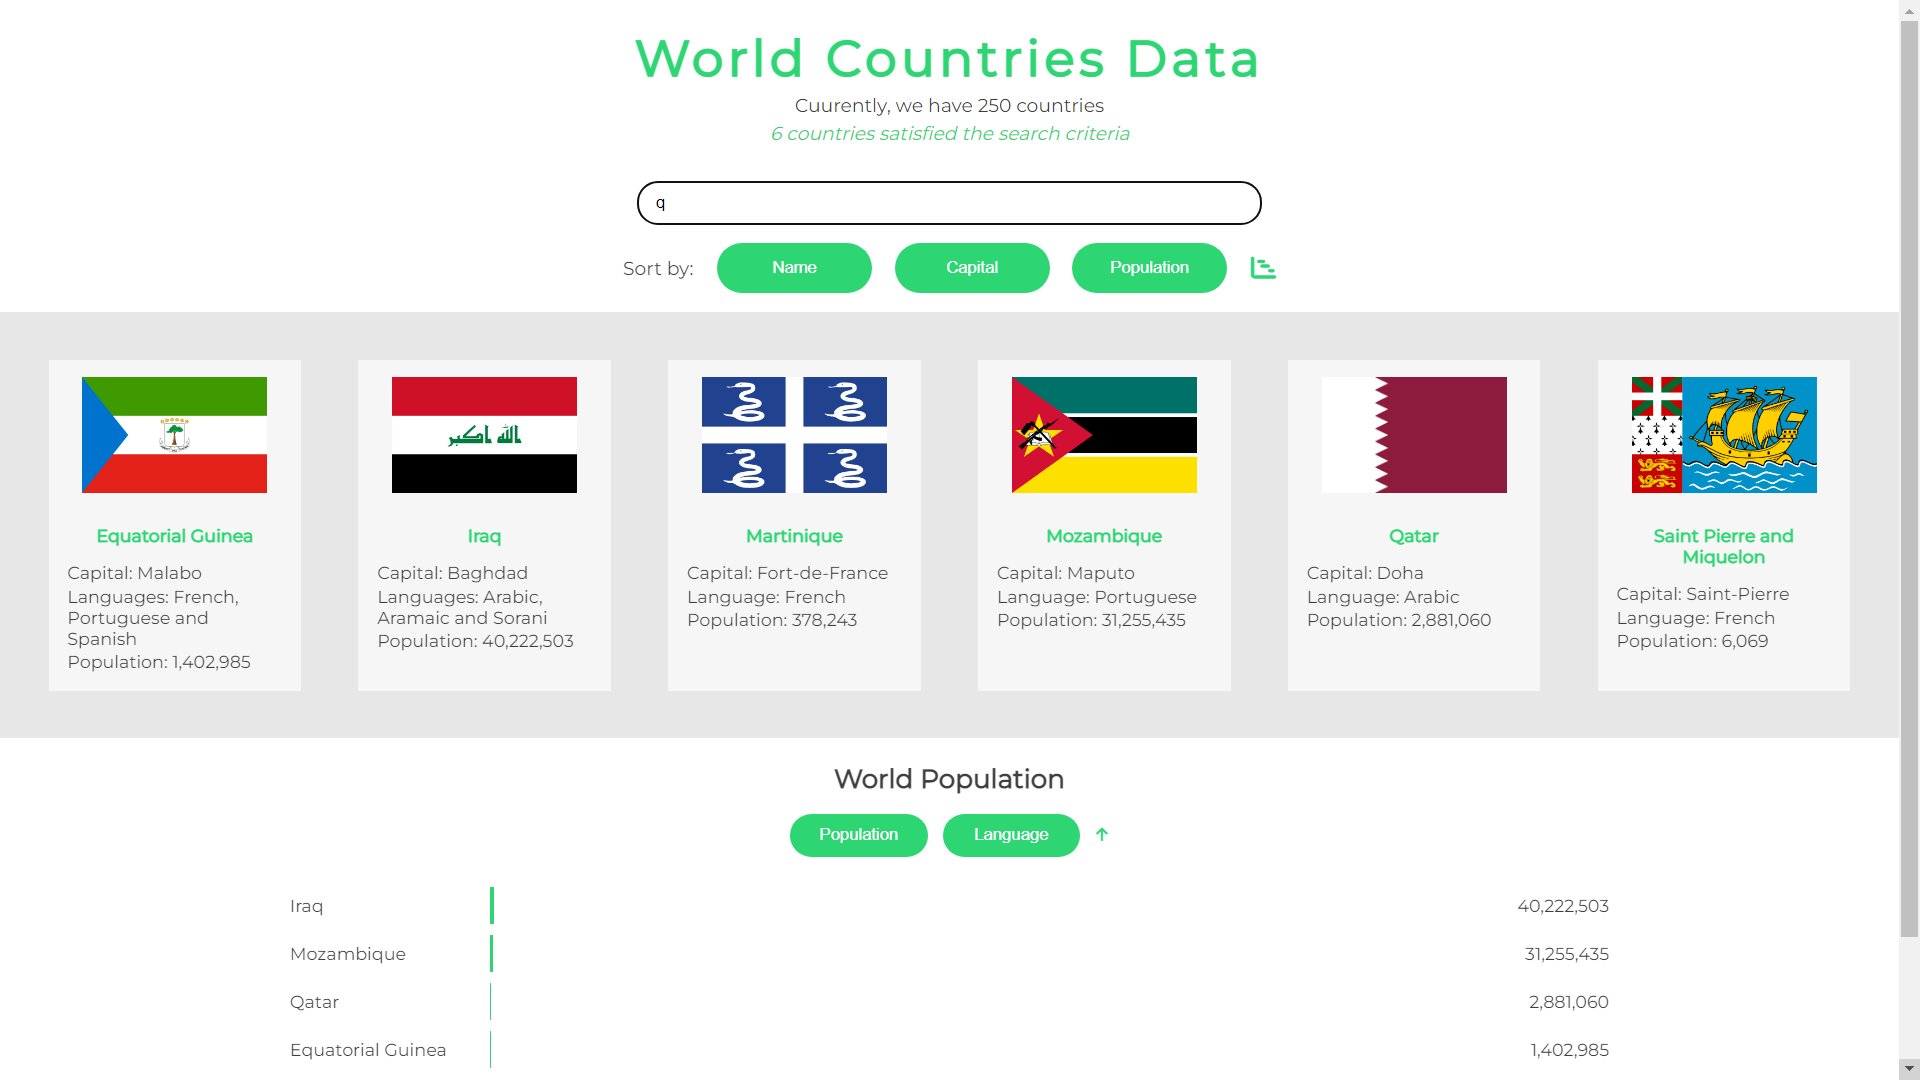 World Countries Data
Cuurently, we have 250 countries
6 countries satisfied the search criteria
q
Sort by:
Name
Capital
Population
الله اكبر
Equatorial Guinea
Capital: Malabo
Languages: French,
Portuguese and
Spanish
Population: 1,402,985
Iraq
Capital: Baghdad
Languages: Arabic,
Aramaic and Sorani
Population: 40,222,503
Martinique
Capital: Fort-de-France
Language: French
Population: 378,243
Mozambique
Capital: Maputo
Language: Portuguese
Population: 31,255,435
Qatar
Capital: Doha
Language: Arabic
Population: 2,881,060
Saint Pierre and
Miquelon
Capital: Saint-Pierre
Language: French
Population: 6,069
World Population
Population
Language
Iraq 40,222,503
Mozambique 31,255,435
Qatar 2,881,060
Equatorial Guinea 1,402,985